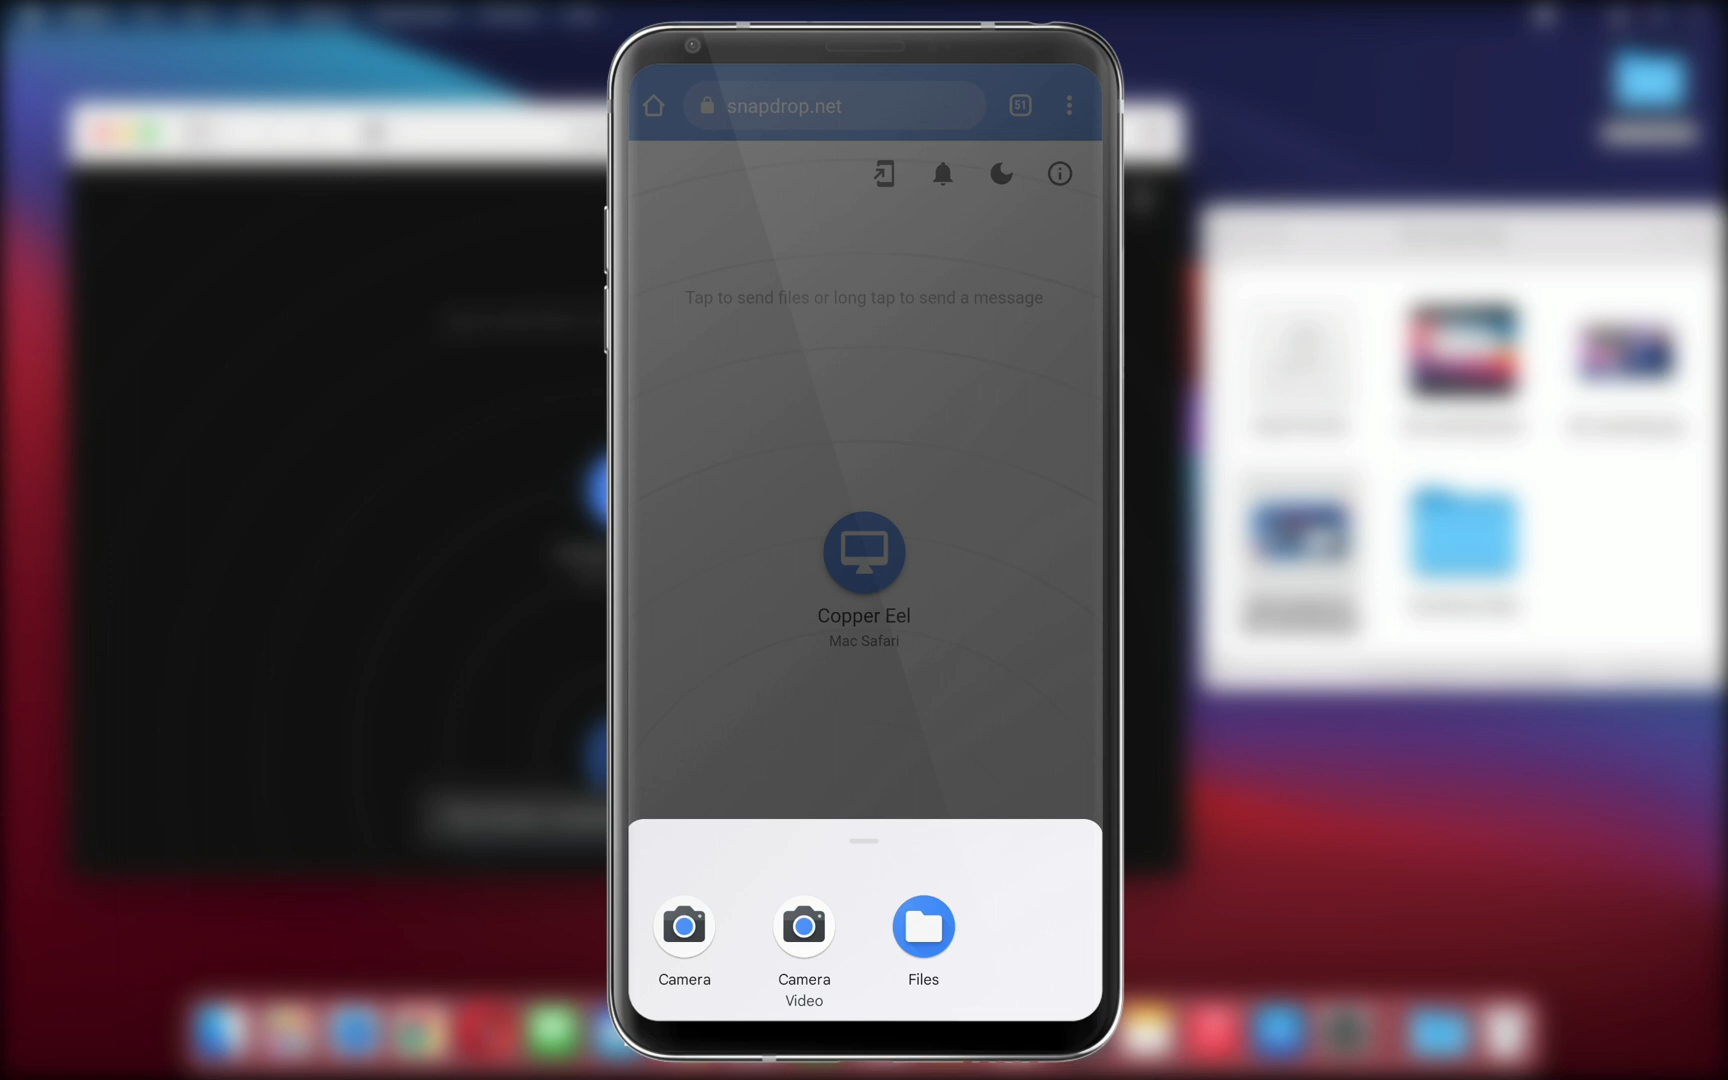 snapdrop.net
51
Tap to send files or long tap to send a message
Copper Eel
Mac Safari
Camera
Camera
Video
Files